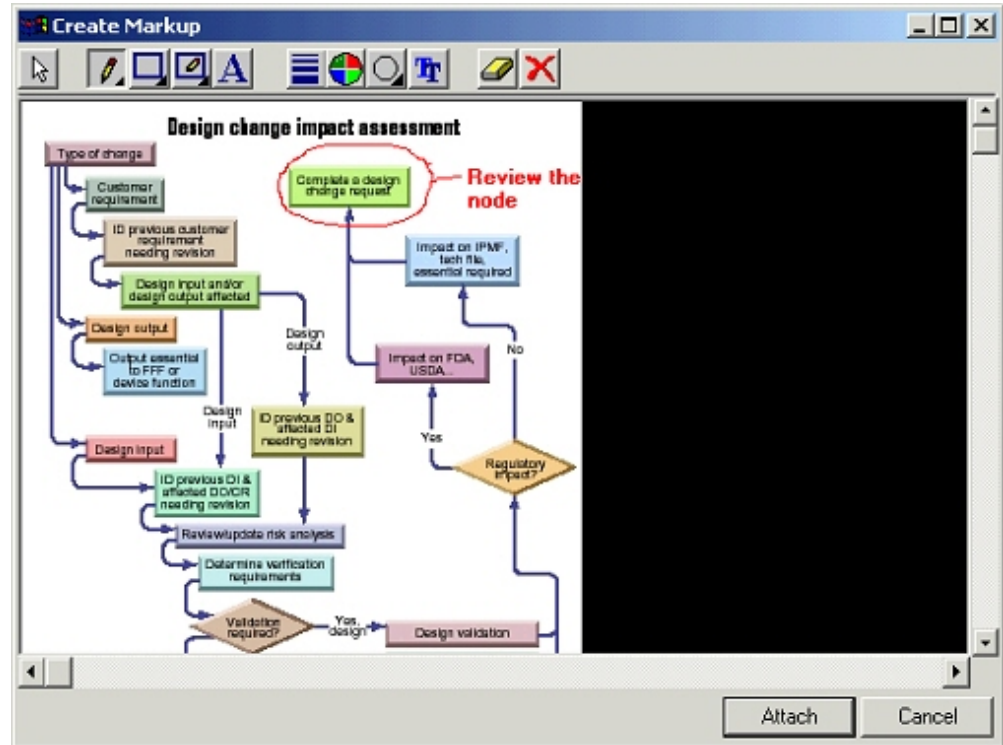 Create Markup
A
TT
Design change impact assessment
Type of change
Customer
requirement
ID previous customer
requirement
needing revision
Design input and/or
design output affected
Design output
Output essential
to FFF or
device function
Design input
ID previous DI &
affected DO/CR
needing revision
Review/update risk analysis
Determine verification
requirements
Validation
required?
Yes,
design
Design validation
Design
input
Design
output
ID previous DO &
affected DI
needing revision
Complete a design
change request
Review the
node
Impact on IPMF,
tech file,
essential required
No
Impact on FDA,
USDA...
Yes
Regulatory
impact?
Attach
Cancel